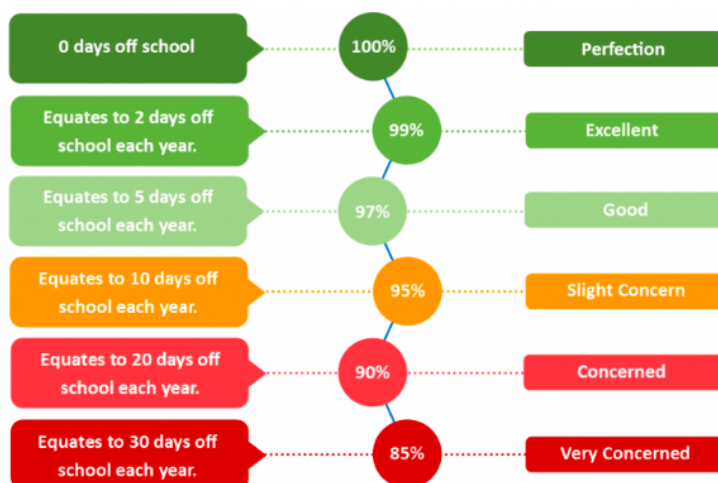 0 days off school
100%
Perfection
Equates to 2 days off
school each year.
99%
Excellent
Equates to 5 days off
school each year.
97%
Good
Equates to 10 days off
school each year.
95%
Slight Concern
Equates to 20 days off
school each year.
90%
Concerned
Equates to 30 days off
school each year.
85%
Very Concerned